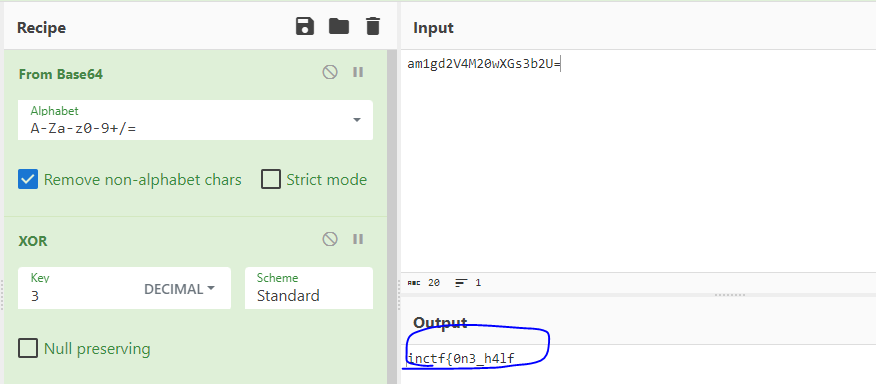 Recipe
From Base64
Alphabet
A-Za-z0-9+/=
Remove non-alphabet chars
Strict mode
XOR
Key
3
DECIMAL
Scheme
Standard
Null preserving
Input
am1gd2V4M20wXGs3b2U=
ABC 20
1
Output
inctf{0n3_h4lf